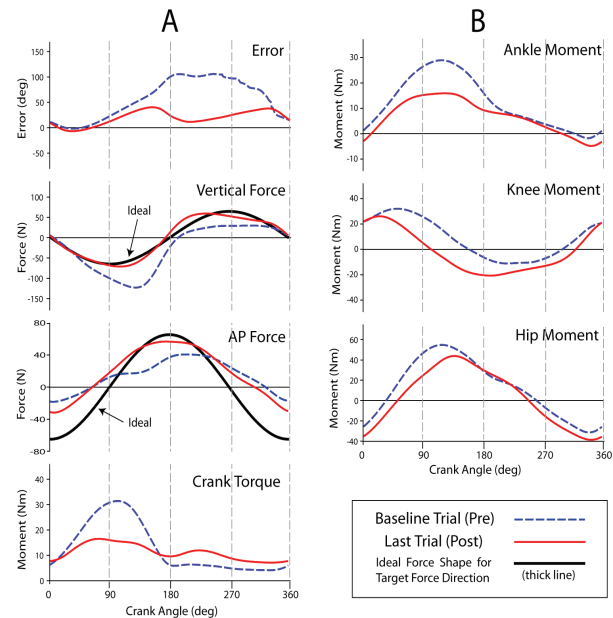 A
Error
150
100
50
0
-50
Error (deg)
90
180
270
360
Vertical Force
100
50
0
-50
-100
-150
Force (N)
Ideal
AP Force
80
40
0
-40
-80
Force (N)
Ideal
Crank Torque
40
30
20
10
0
Moment (Nm)
0
90
180
270
360
Crank Angle (deg)
B
Ankle Moment
30
20
10
0
-10
Moment (Nm)
Knee Moment
40
20
0
-20
-40
Moment (Nm)
Hip Moment
60
40
20
0
-20
-40
Moment (Nm)
0
90
180
270
360
Crank Angle (deg)
Baseline Trial (Pre)
Last Trial (Post)
Ideal Force Shape for
Target Force Direction
(thick line)